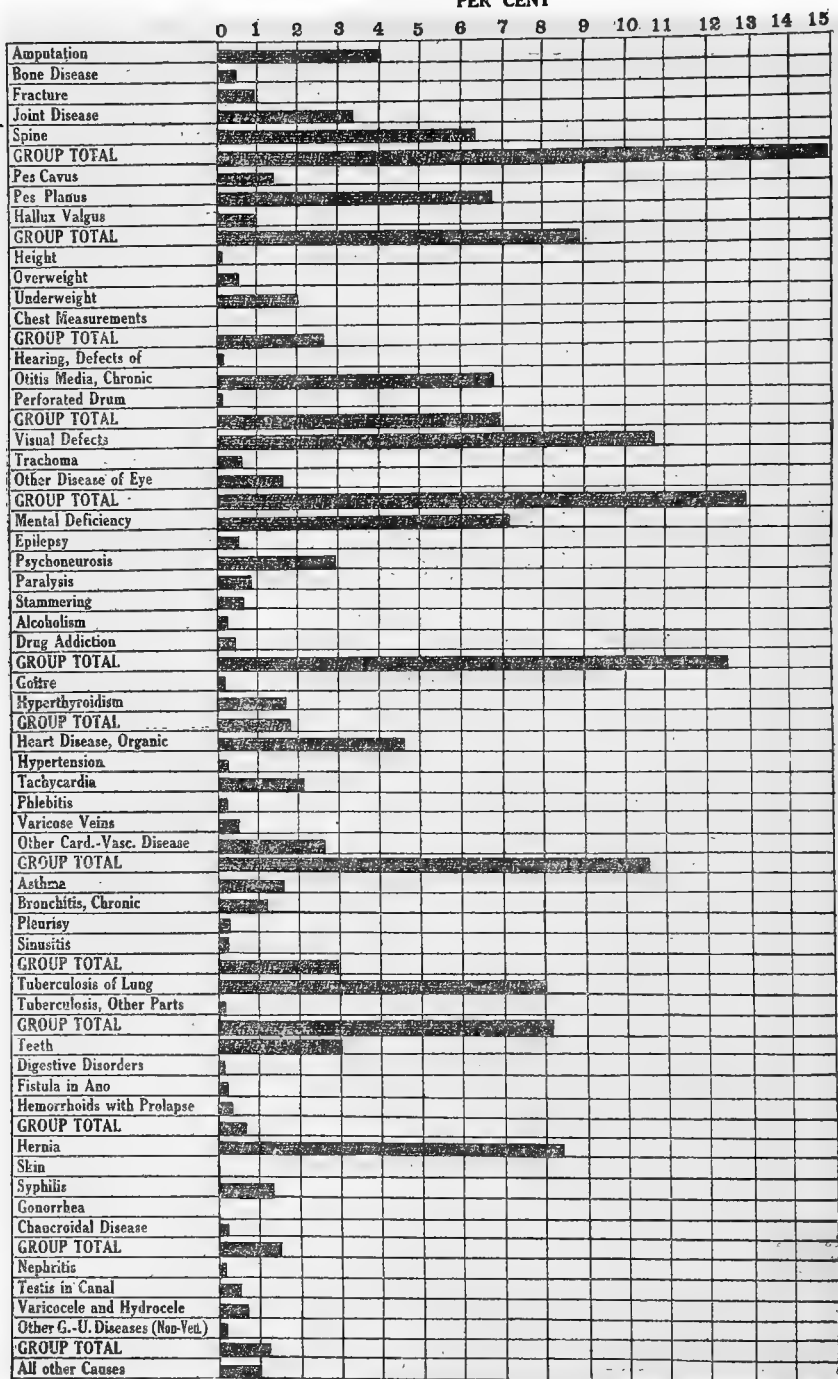 PER CENT
0 1 2 3 4 5 6 7 8 9 10 11 12 13 14 15
Amputation
Bone Disease
Fracture
Joint Disease
Spine
GROUP TOTAL
Pes Cavus
Pes Planus
Hallux Valgus
GROUP TOTAL
Height
Overweight
Underweight
Chest Measurements
GROUP TOTAL
Hearing, Defects of
Otitis Media, Chronic
Perforated Drum
GROUP TOTAL
Visual Defects
Trachoma
Other Disease of Eye
GROUP TOTAL
Mental Deficiency
Epilepsy
Psychoneurosis
Paralysis
Stammering
Alcoholism
Drug Addiction
GROUP TOTAL
Goitre
Hyperthyroidism
GROUP TOTAL
Heart Disease, Organic
Hypertension
Tachycardia
Phlebitis
Varicose Veins
Other Card.-Vasc. Disease
GROUP TOTAL
Asthma
Bronchitis, Chronic
Pleurisy
Sinusitis
GROUP TOTAL
Tuberculosis of Lung
Tuberculosis, Other Parts
GROUP TOTAL
Teeth
Digestive Disorders
Fistula in Ano
Hemorrhoids with Prolapse
GROUP TOTAL
Hernia
Skin
Syphilis
Gonorrhea
Chancroidal Disease
GROUP TOTAL
Nephritis
Testis in Canal
Varicocele and Hydrocele
Other G.-U. Diseases (Non-Ven.)
GROUP TOTAL
All other Causes